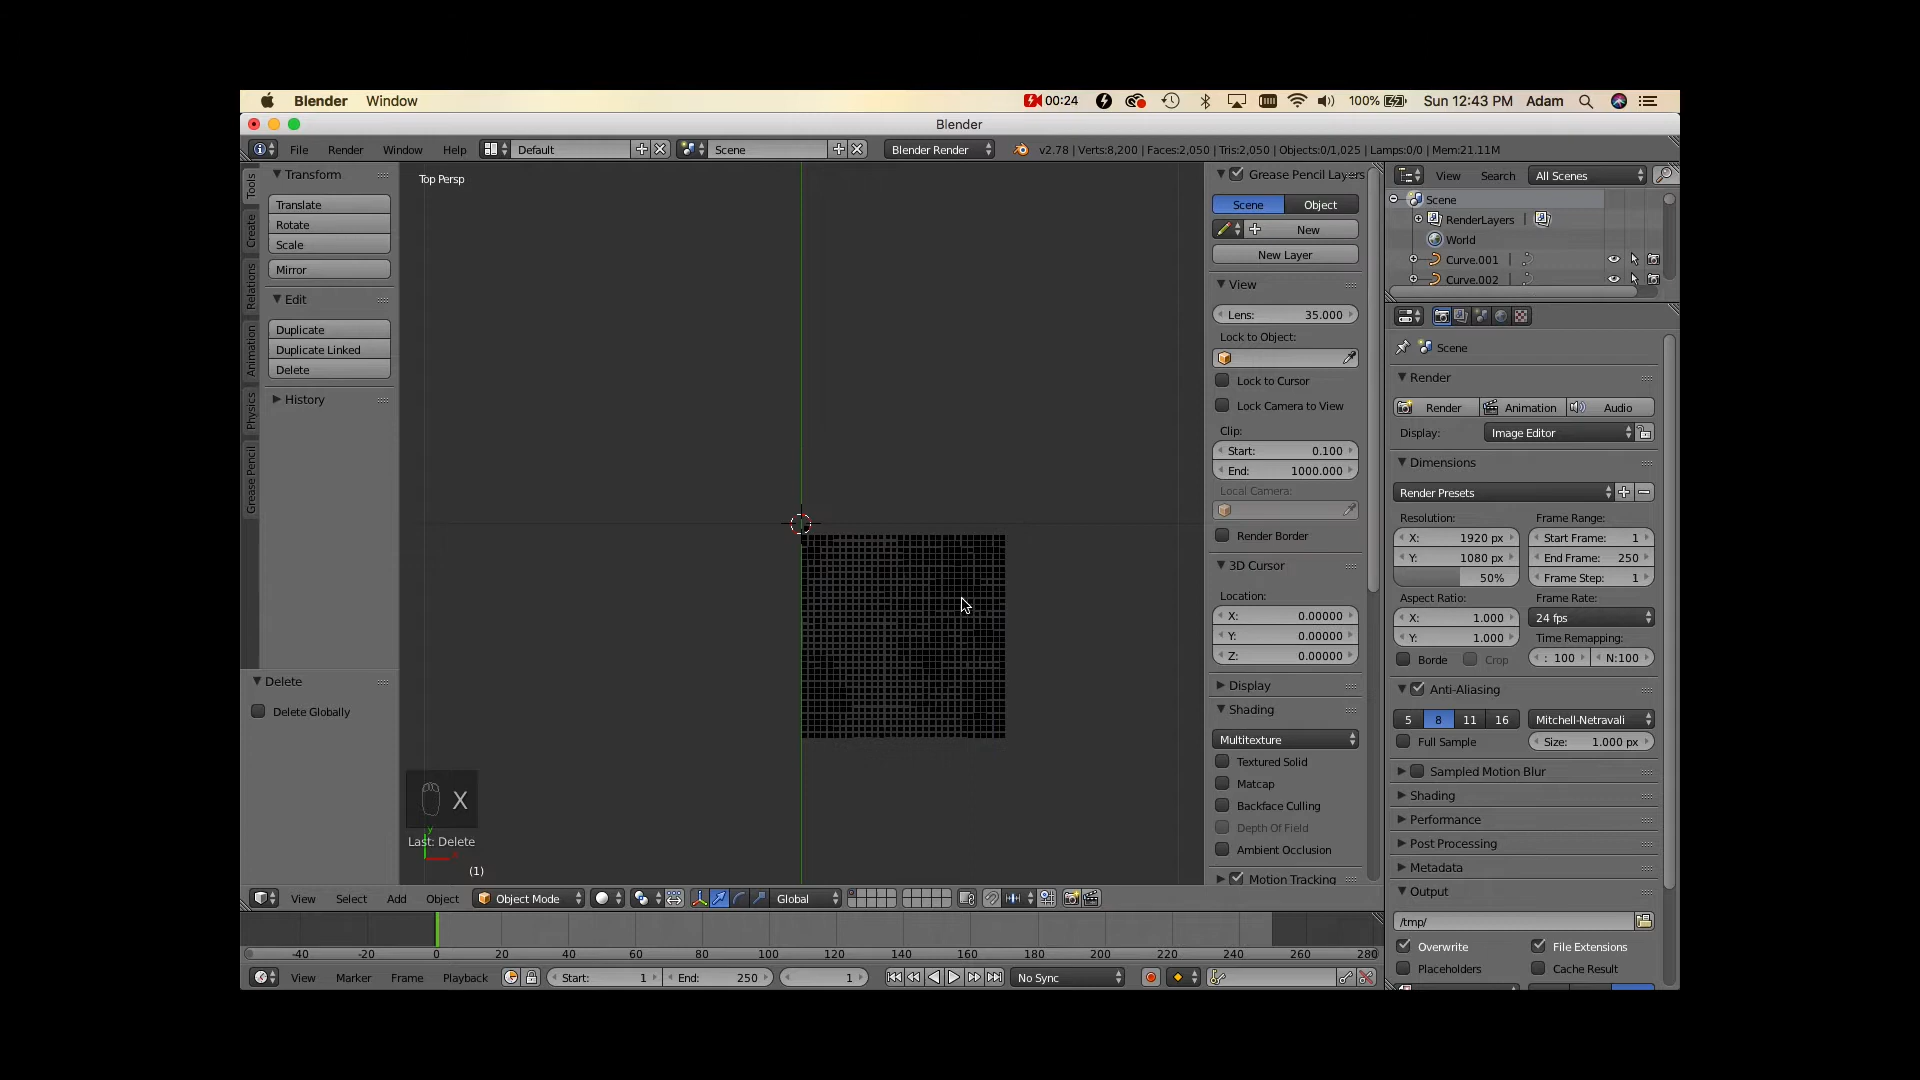 Blender Window 00:24 100% Sun 12:43 PM Adam
Blender
File Render Window Help Default Scene Blender Render v2.78 | Verts:8,200 | Faces:2,050 | Tris:2,050 | Objects:0/1,025 | Lamps:0/0 | Mem:21.11M
Tools
Create
Relations
Animation
Physics
Grease Pencil
Transform
Translate
Rotate
Scale
Mirror
Edit
Duplicate
Duplicate Linked
Delete
History
Delete
Delete Globally
Top Persp
X
Last: Delete
y
(1)
Grease Pencil Layers
Scene Object
New
New Layer
View
Lens: 35.000
Lock to Object:
Lock to Cursor
Lock Camera to View
Clip:
Start: 0.100
End: 1000.000
Local Camera:
Render Border
3D Cursor
Location:
X: 0.00000
Y: 0.00000
Z: 0.00000
Display
Shading
Multitexture
Textured Solid
Matcap
Backface Culling
Depth Of Field
Ambient Occlusion
Motion Tracking
View Search All Scenes
Scene
RenderLayers |
World
Curve.001 |
Curve.002 |
Scene
Render
Render Animation Audio
Display: Image Editor
Dimensions
Render Presets
Resolution: Frame Range:
X: 1920 px Start Frame: 1
Y: 1080 px End Frame: 250
50% Frame Step: 1
Aspect Ratio: Frame Rate:
X: 1.000 24 fps
Y: 1.000 Time Remapping:
Borde Crop : 100 N:100
Anti-Aliasing
5 8 11 16 Mitchell-Netravali
Full Sample Size: 1.000 px
Sampled Motion Blur
Shading
Performance
Post Processing
Metadata
Output
/tmp/
Overwrite File Extensions
Placeholders Cache Result
View Select Add Object Object Mode Global
-40 -20 0 20 40 60 80 100 120 140 160 180 200 220 240 260 280
View Marker Frame Playback Start: 1 End: 250 1 No Sync